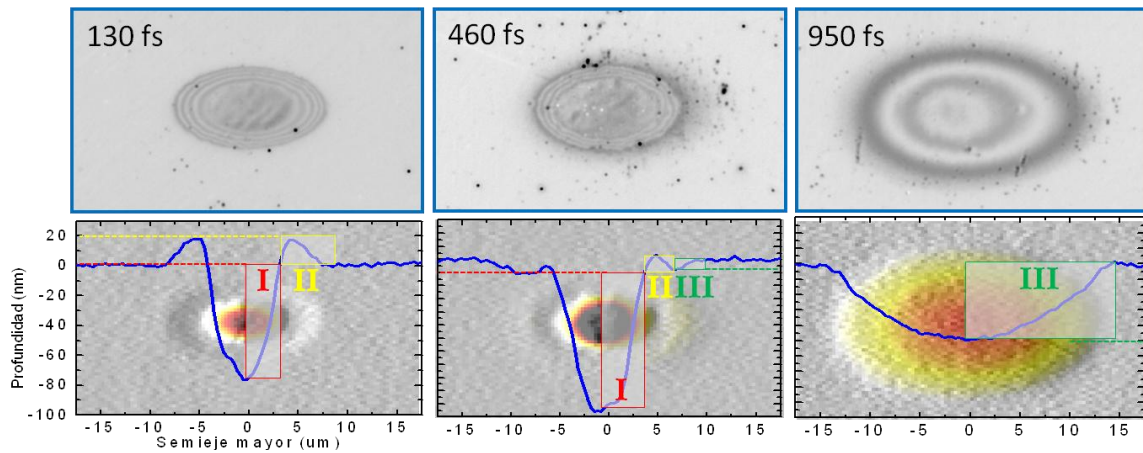 130 fs
460 fs
950 fs
Profundidad (nm)
20
0
-20
-40
-60
-80
-100
I
II
I
II
III
III
-15 -10 -5 0 5 10 15
-15 -10 -5 0 5 10 15
-15 -10 -5 0 5 10 15
Semieje mayor (um)